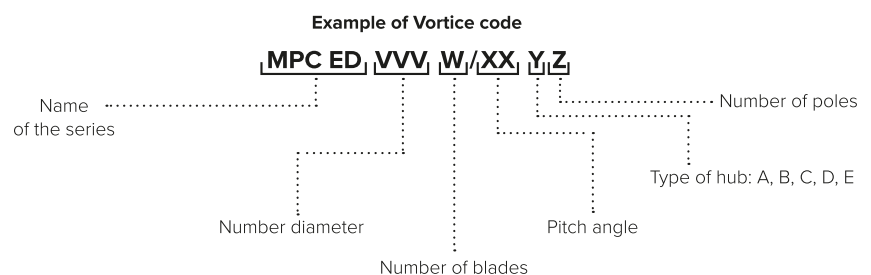 Example of Vortice code
MPC ED VVV W/XX Y Z
Name
of the series
Number of poles
Type of hub: A, B, C, D, E
Number diameter
Pitch angle
Number of blades